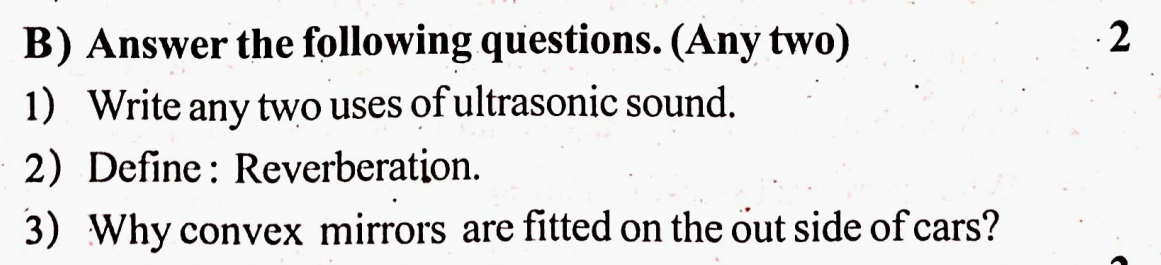 B) Answer the following questions. (Any two) 2
1) Write any two uses of ultrasonic sound.
2) Define : Reverberation.
3) Why convex mirrors are fitted on the out side of cars?